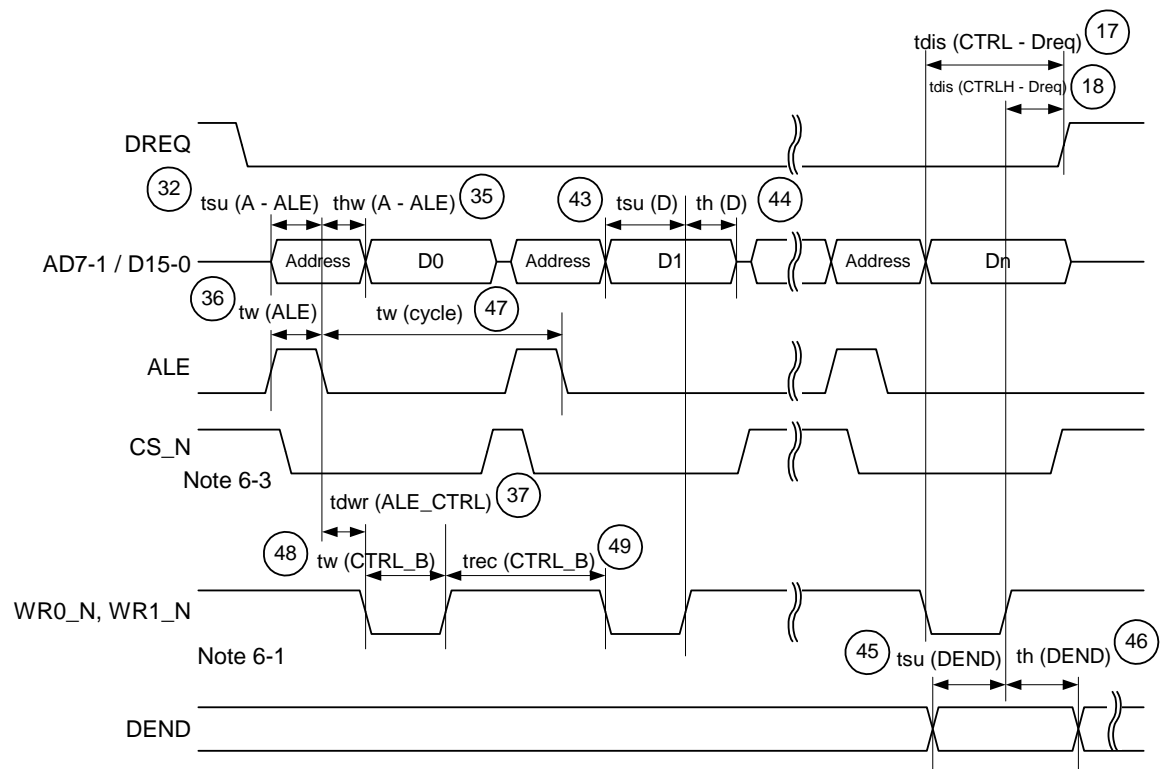 tdis (CTRL - Dreq) 17
tdis (CTRLH - Dreq) 18
DREQ
32 tsu (A - ALE) thw (A - ALE) 35 43 tsu (D) th (D) 44
AD7-1 / D15-0 Address D0 Address D1 Address Dn
36 tw (ALE) tw (cycle) 47
ALE
CS_N
Note 6-3
tdwr (ALE_CTRL) 37
48 tw (CTRL_B) trec (CTRL_B) 49
WR0_N, WR1_N
Note 6-1
45 tsu (DEND) th (DEND) 46
DEND